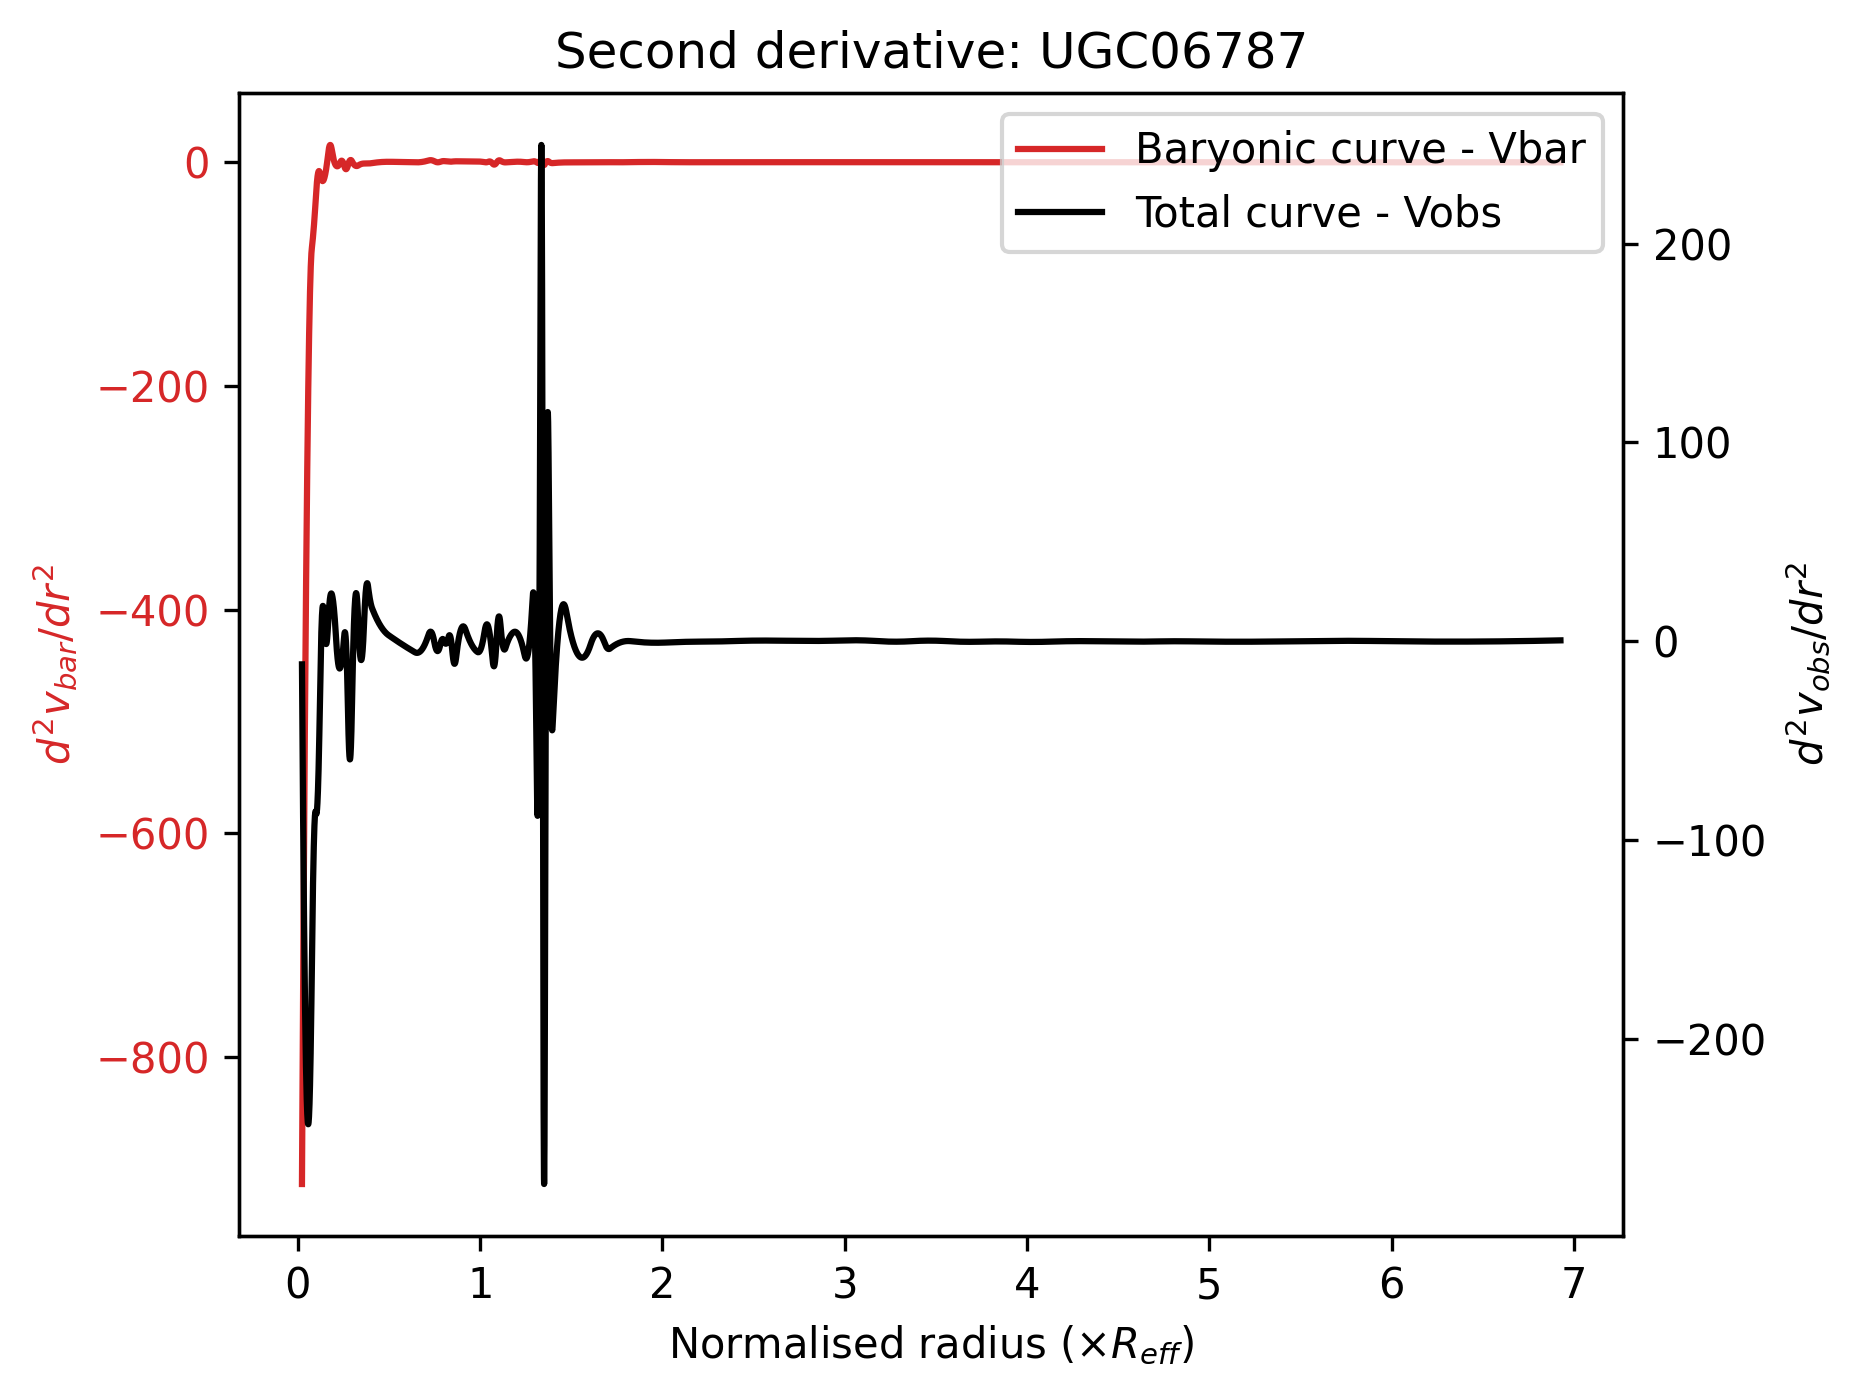 Second derivative: UGC06787
Baryonic curve - Vbar
Total curve - Vobs
0
−200
−400
−600
−800
d²v_bar/dr²
200
100
0
−100
−200
d²v_obs/dr²
0 1 2 3 4 5 6 7
Normalised radius (×R_eff)